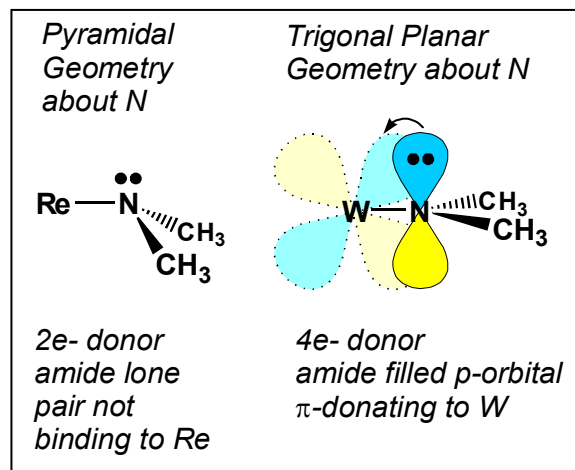 Pyramidal
Geometry
about N
Re N
CH3
CH3
2e- donor
amide lone
pair not
binding to Re
Trigonal Planar
Geometry about N
W N
CH3
CH3
4e- donor
amide filled p-orbital
π-donating to W